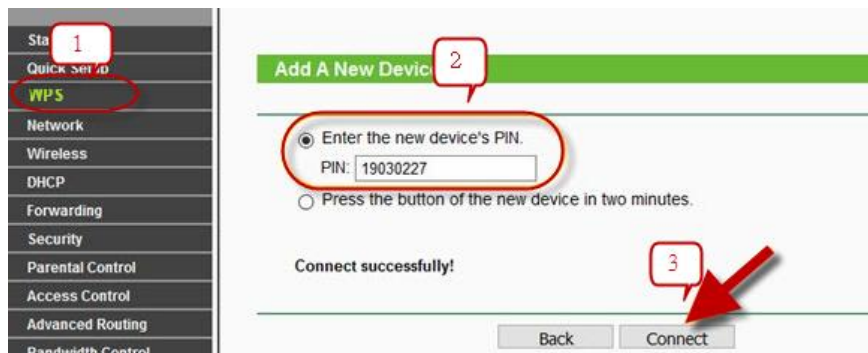 1
Quick Setup
WPS
Network
Wireless
DHCP
Forwarding
Security
Parental Control
Access Control
Advanced Routing
Bandwidth Control
Add A New Device
2
Enter the new device's PIN.
PIN: 19030227
Press the button of the new device in two minutes.
Connect successfully!
3
Back
Connect